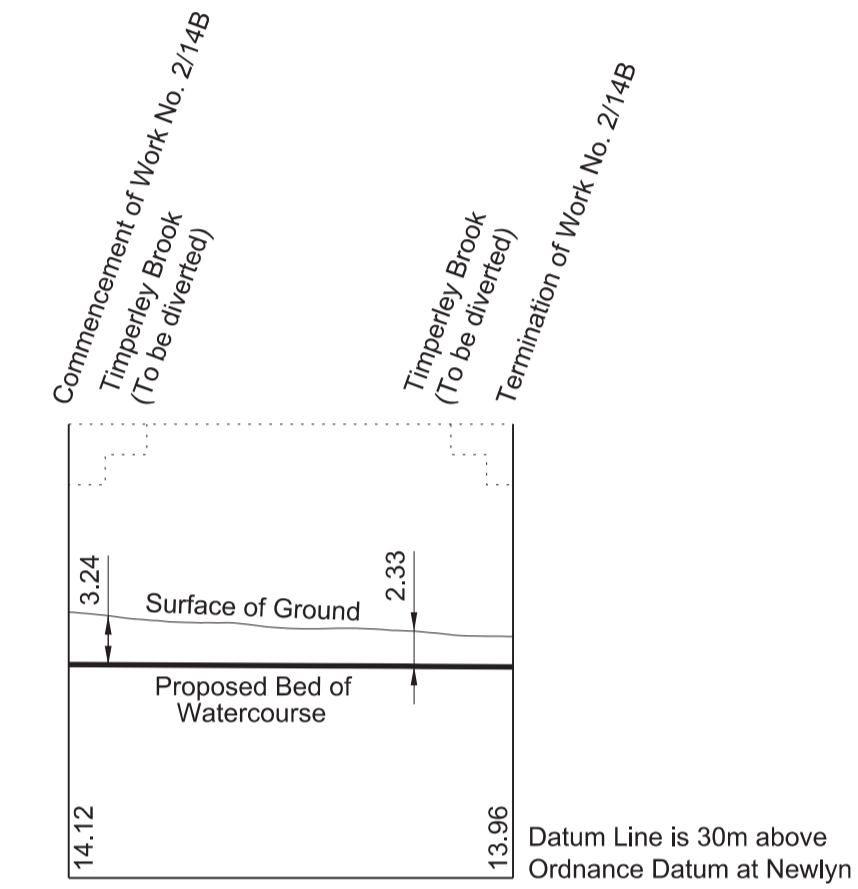 Commencement of Work No. 2/14B
Timperley Brook
(To be diverted)
Timperley Brook
(To be diverted)
Termination of Work No. 2/14B
3.24
2.33
Surface of Ground
Proposed Bed of
Watercourse
14.12
13.96
Datum Line is 30m above
Ordnance Datum at Newlyn